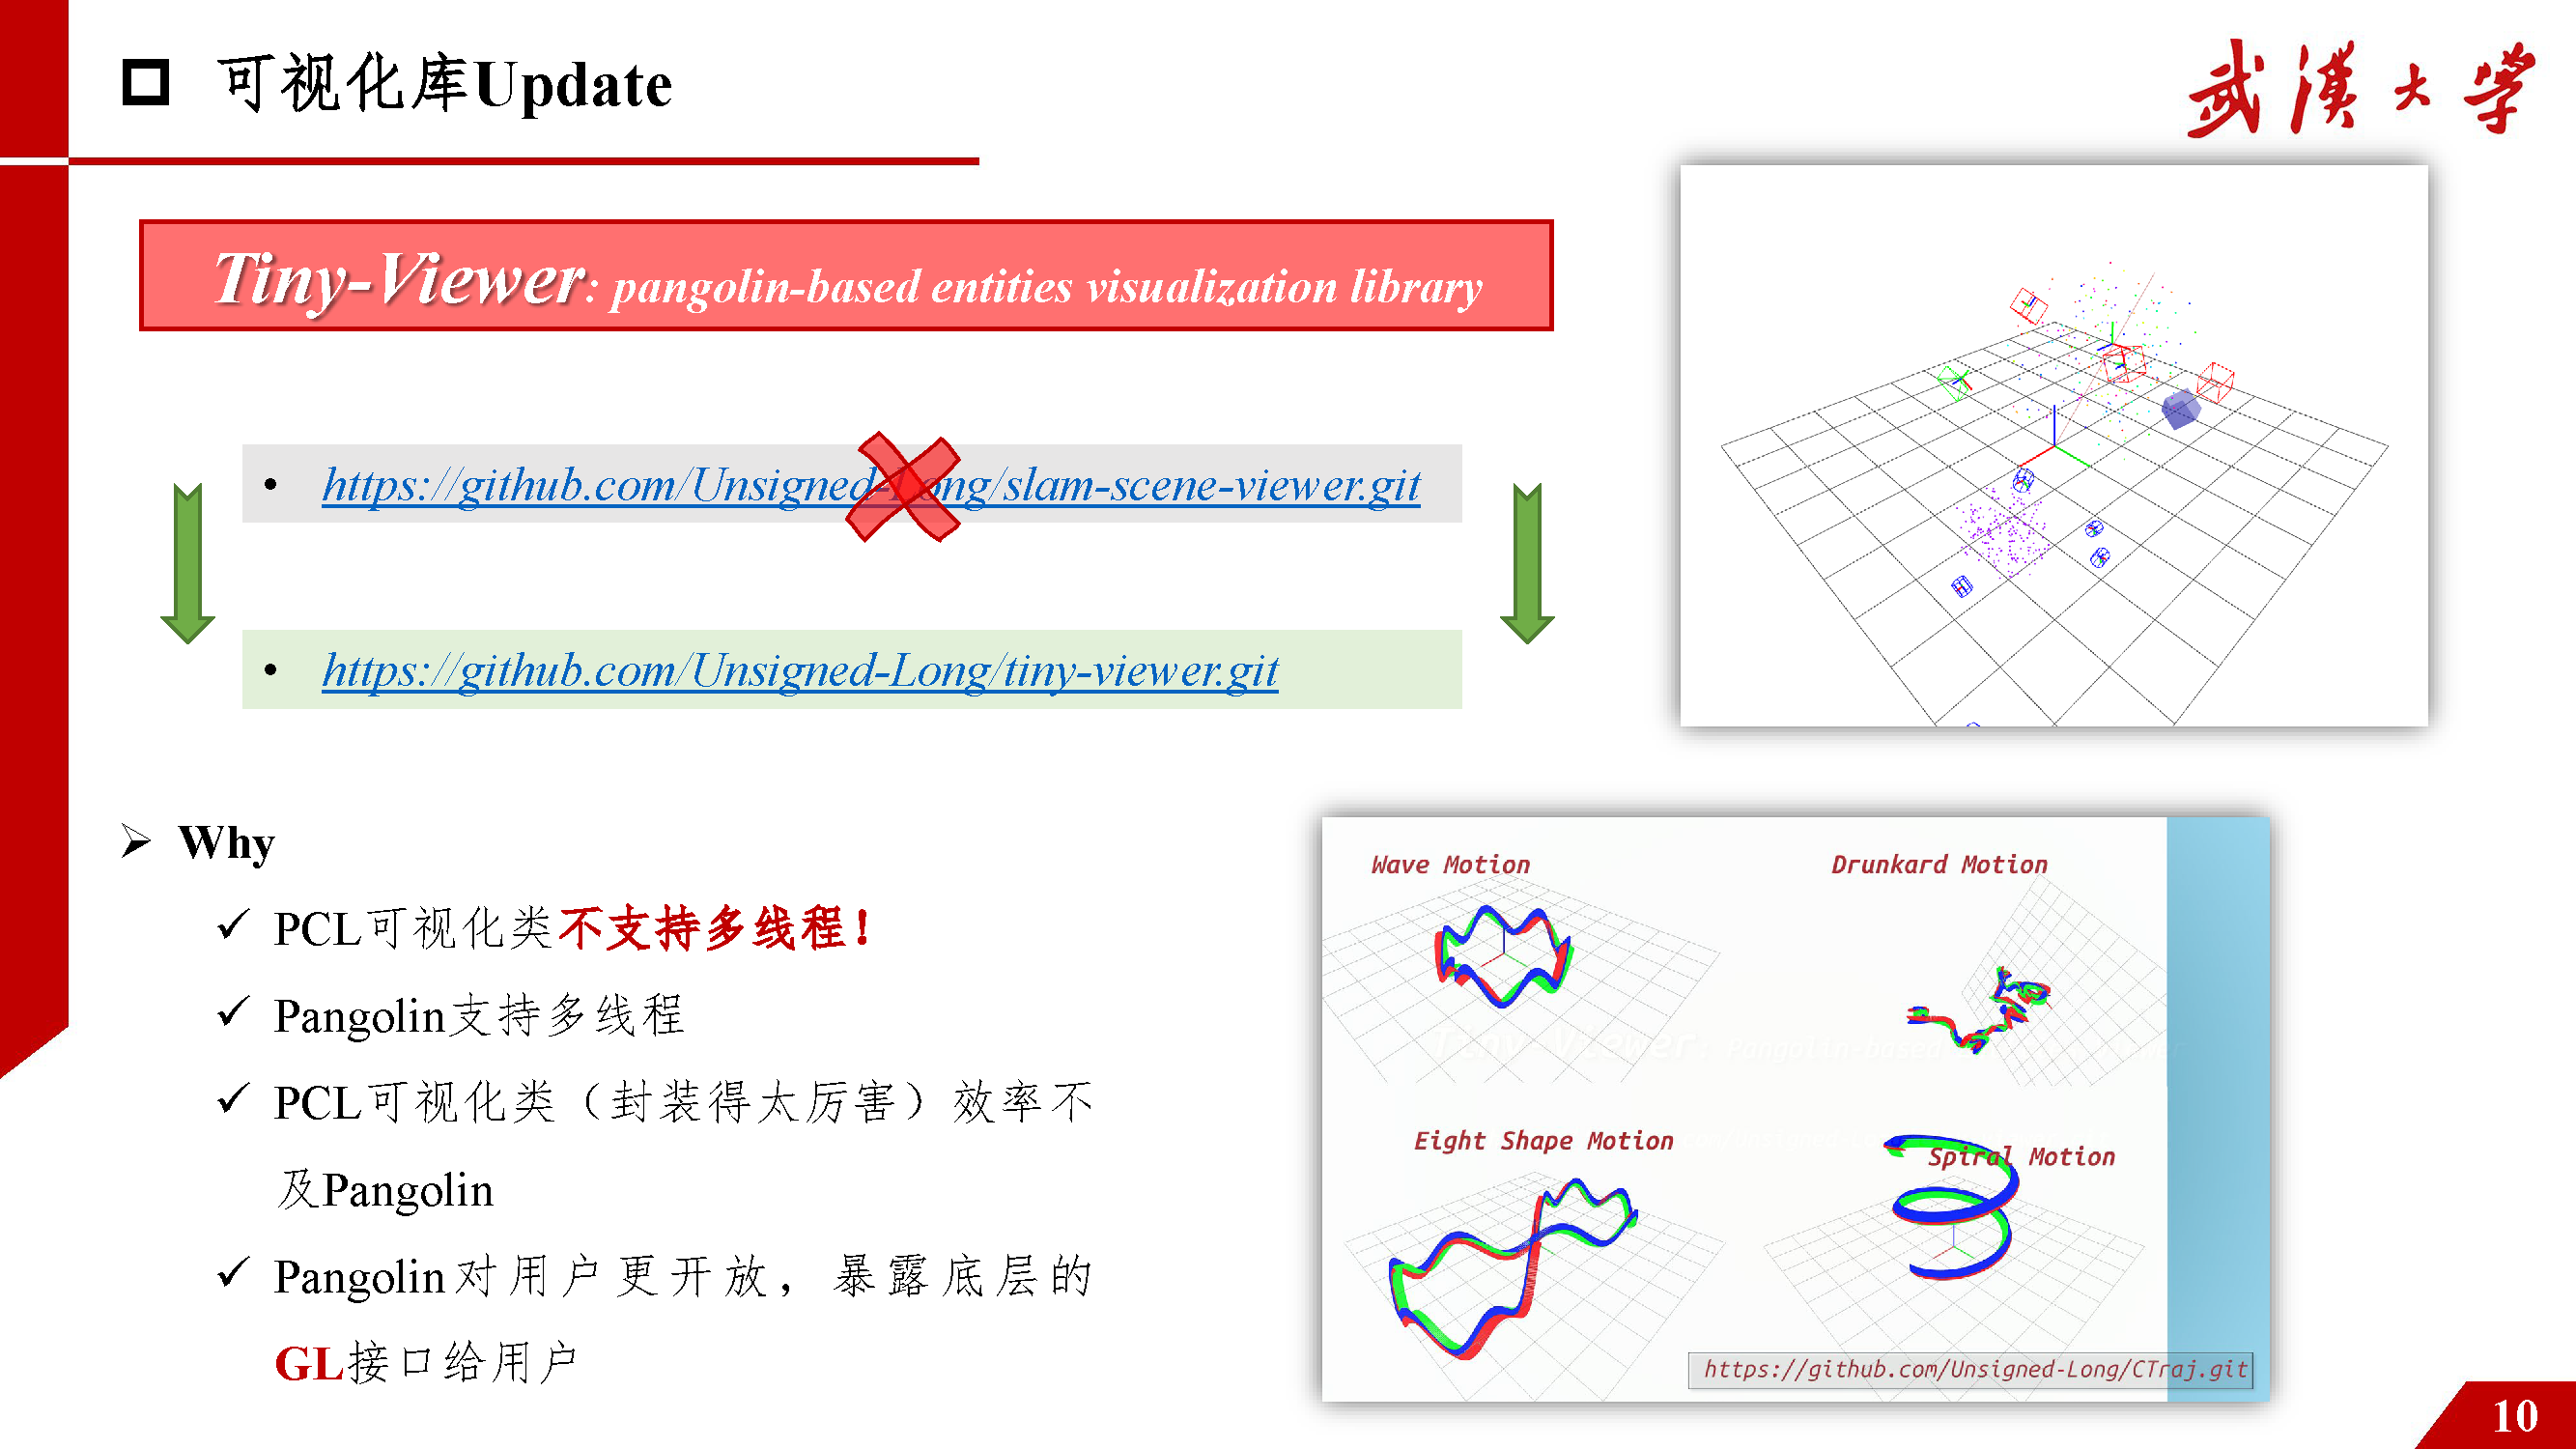 可视化库Update
武漢大学
Tiny-Viewer: pangolin-based entities visualization library
• https://github.com/Unsigned-Long/slam-scene-viewer.git
• https://github.com/Unsigned-Long/tiny-viewer.git
Why
PCL可视化类不支持多线程！
Pangolin支持多线程
PCL可视化类（封装得太厉害）效率不
及Pangolin
Pangolin对用户更开放，暴露底层的
GL接口给用户
Wave Motion
Drunkard Motion
Tiny-Viewer: Pangolin-based
Eight Shape Motion
Spiral Motion
https://github.com/Unsigned-Long/CTraj.git
10